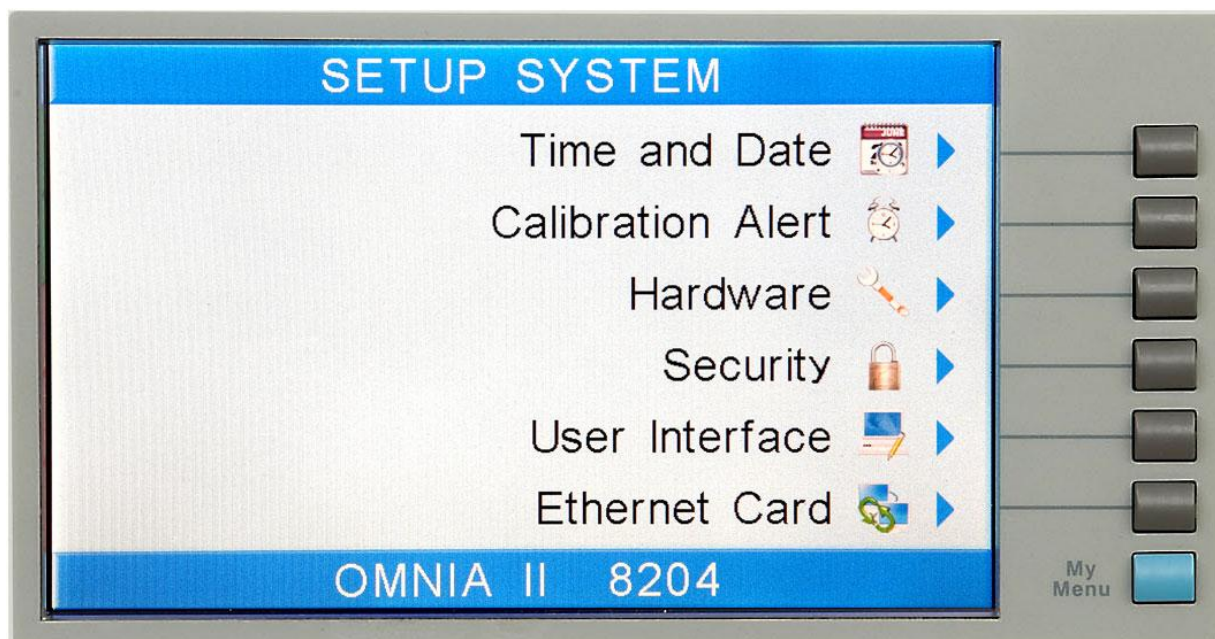 SETUP SYSTEM
Time and Date
Calibration Alert
Hardware
Security
User Interface
Ethernet Card
OMNIA II 8204
My
Menu